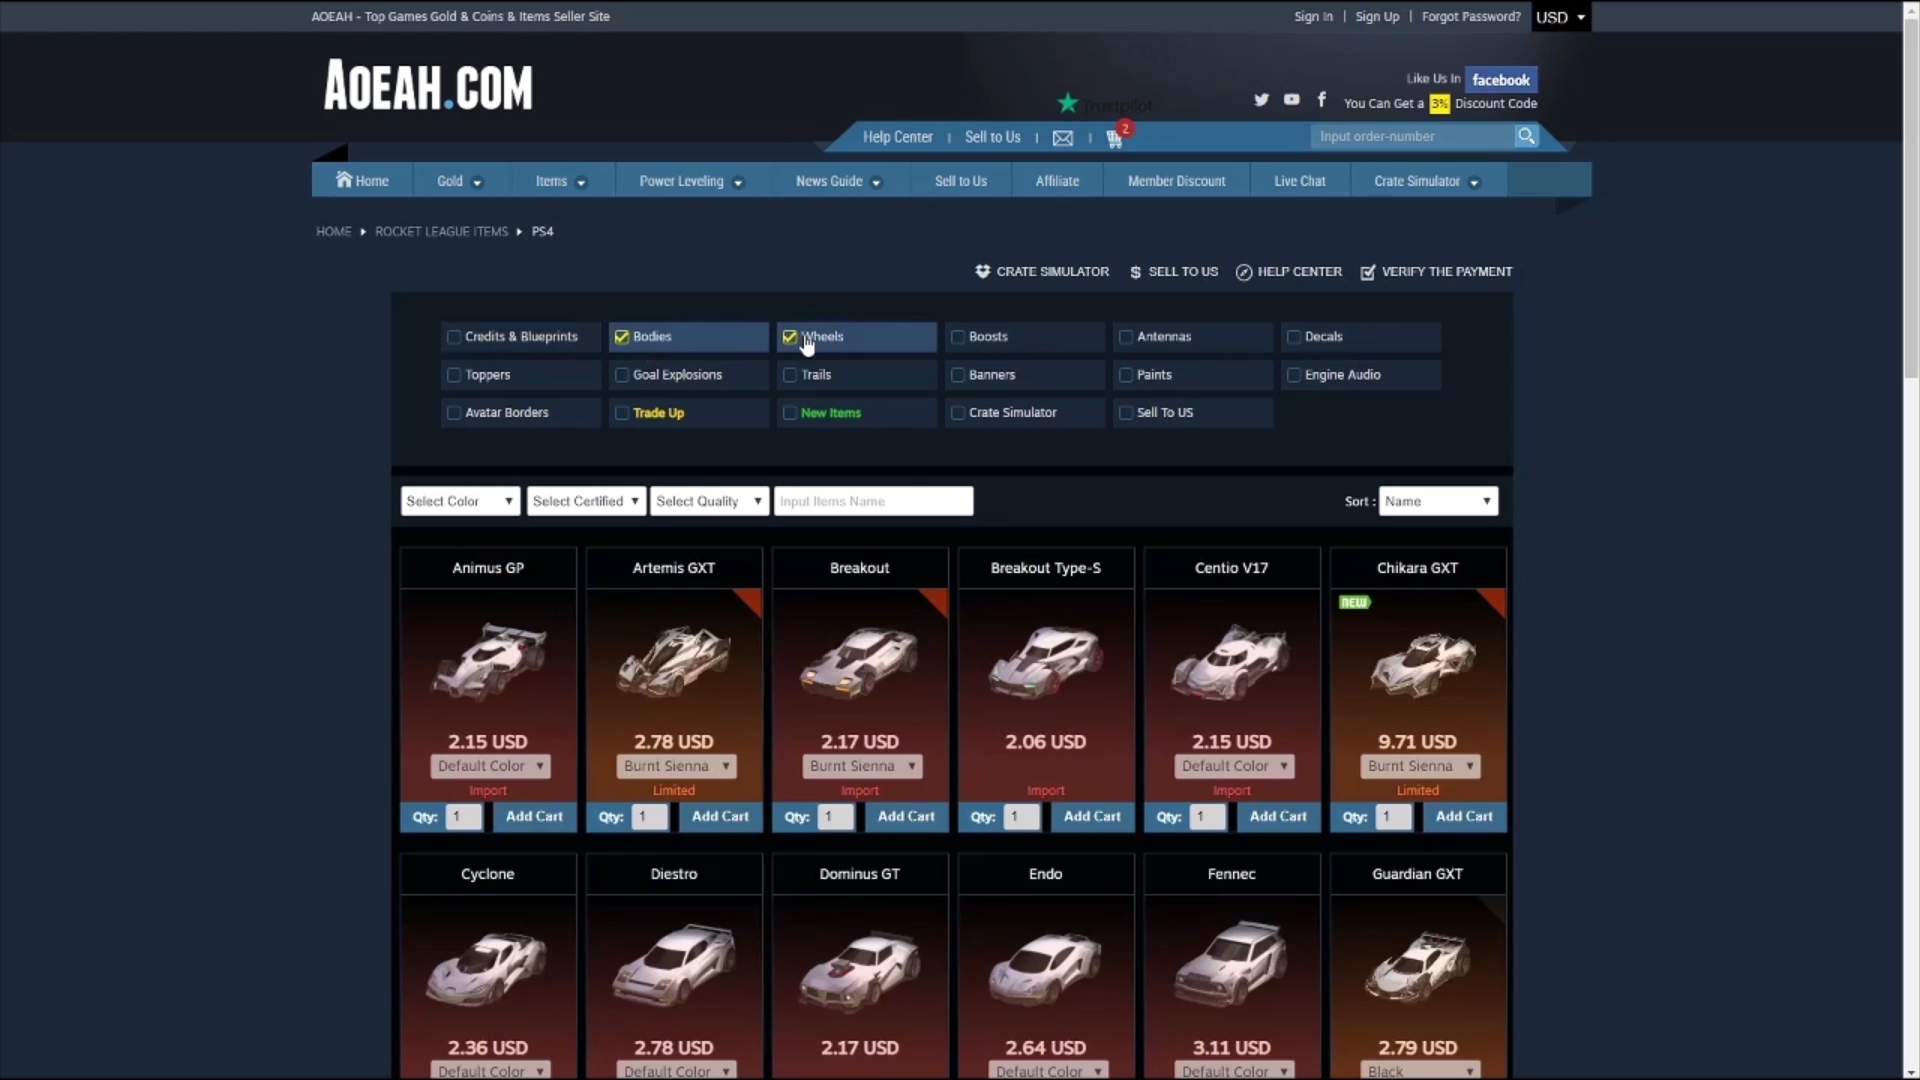 AOEAH - Top Games Gold & Coins & Items Seller Site
Sign In | Sign Up | Forgot Password? USD
AOEAH.COM
Like Us In facebook
Trustpilot
You Can Get a 3% Discount Code
2
Help Center | Sell to Us | |
Input order-number
Home Gold Items Power Leveling News Guide Sell to Us Affiliate Member Discount Live Chat Crate Simulator
HOME ROCKET LEAGUE ITEMS PS4
CRATE SIMULATOR $ SELL TO US HELP CENTER VERIFY THE PAYMENT
Credits & Blueprints Bodies Wheels Boosts Antennas Decals
Toppers Goal Explosions Trails Banners Paints Engine Audio
Avatar Borders Trade Up New Items Crate Simulator Sell To US
Select Color Select Certified Select Quality Input Items Name Sort : Name
Animus GP Artemis GXT Breakout Breakout Type-S Centio V17 Chikara GXT
NEW
2.15 USD 2.78 USD 2.17 USD 2.06 USD 2.15 USD 9.71 USD
Default Color Burnt Sienna Burnt Sienna Default Color Burnt Sienna
Import Limited Import Import Import Limited
Qty: 1 Add Cart Qty: 1 Add Cart Qty: 1 Add Cart Qty: 1 Add Cart Qty: 1 Add Cart Qty: 1 Add Cart
Cyclone Diestro Dominus GT Endo Fennec Guardian GXT
2.36 USD 2.78 USD 2.17 USD 2.64 USD 3.11 USD 2.79 USD
Default Color Default Color Default Color Default Color Black